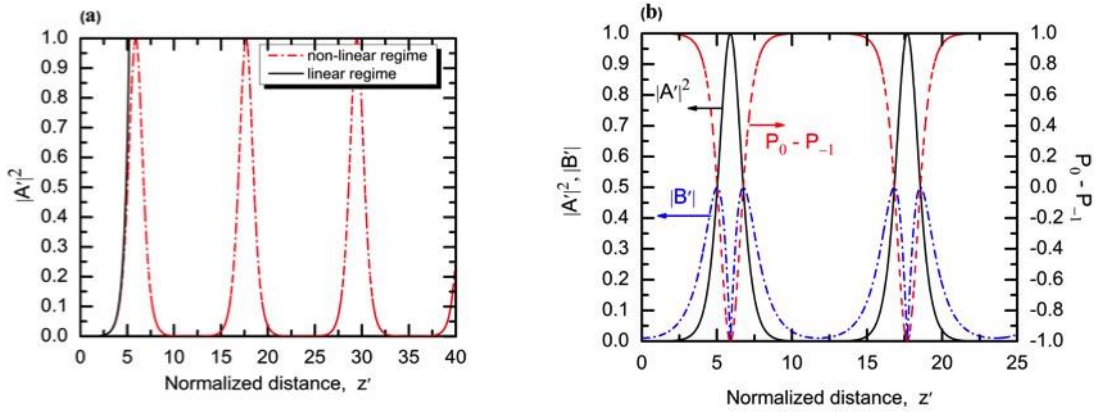 (a)
1.0
0.9
0.8
0.7
0.6
0.5
0.4
0.3
0.2
0.1
0.0
|A′|²
non-linear regime
linear regime
0 5 10 15 20 25 30 35 40
Normalized distance, z′
(b)
1.0
0.9
0.8
0.7
0.6
0.5
0.4
0.3
0.2
0.1
0.0
|A′|², |B′|
|A′|²
P₀ - P₋₁
|B′|
1.0
0.8
0.6
0.4
0.2
0.0
-0.2
-0.4
-0.6
-0.8
-1.0
P₀ - P₋₁
0 5 10 15 20 25
Normalized distance, z′